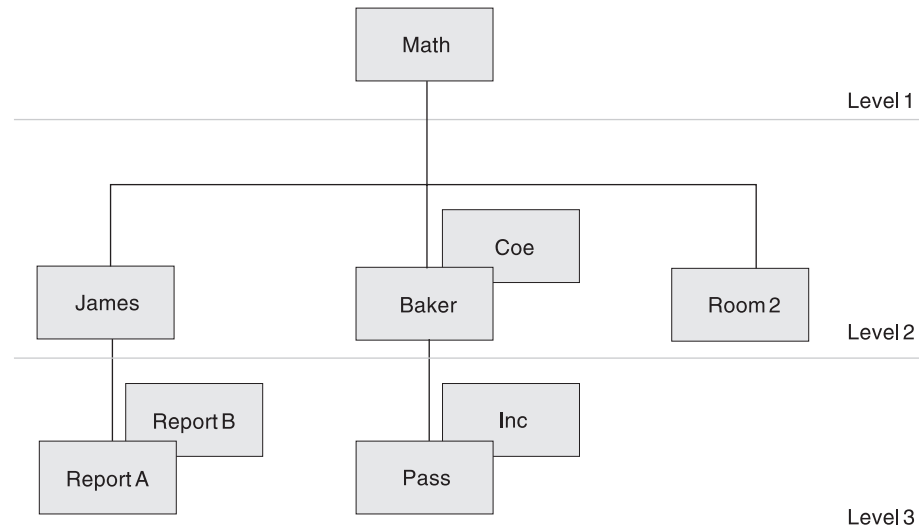 Math
Level 1
Coe
James
Baker
Room 2
Level 2
Report B
Inc
Report A
Pass
Level 3